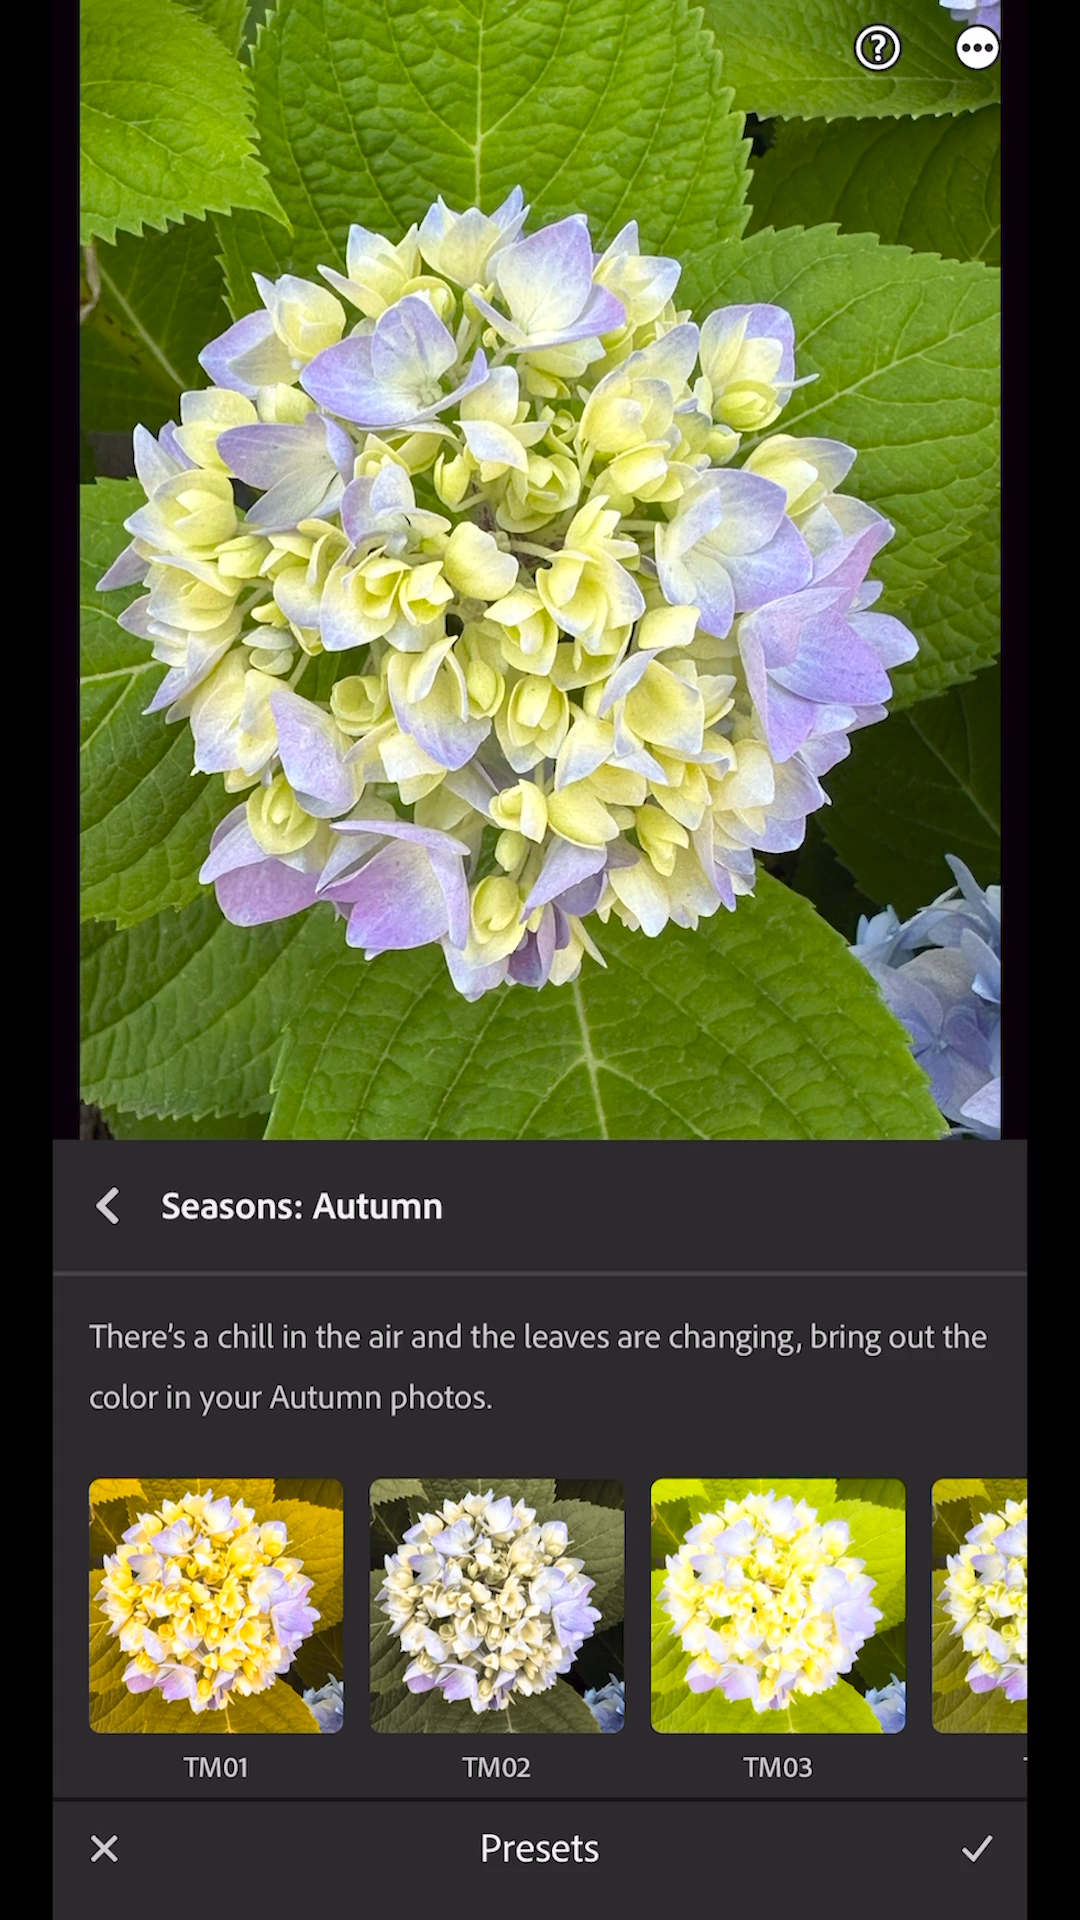 Seasons: Autumn
There's a chill in the air and the leaves are changing, bring out the
color in your Autumn photos.
TM01
TM02
TM03
Presets